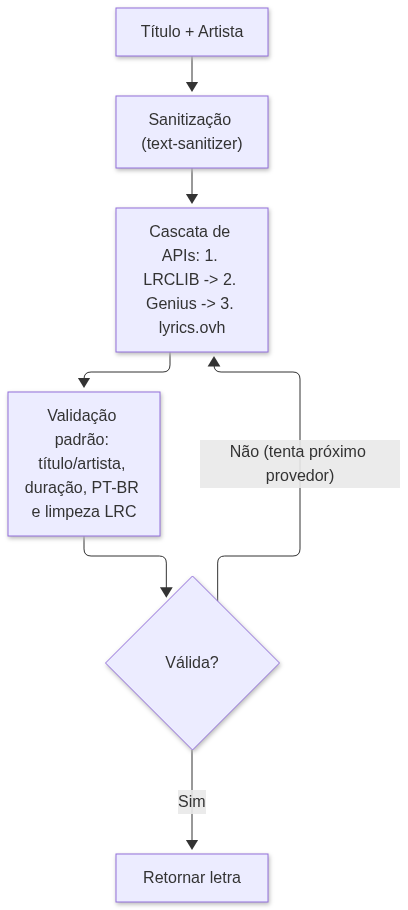 Título + Artista
Sanitização
(text-sanitizer)
Cascata de
APIs: 1.
LRCLIB -> 2.
Genius -> 3.
lyrics.ovh
Validação
padrão:
título/artista,
duração, PT-BR
e limpeza LRC
Não (tenta próximo
provedor)
Válida?
Sim
Retornar letra